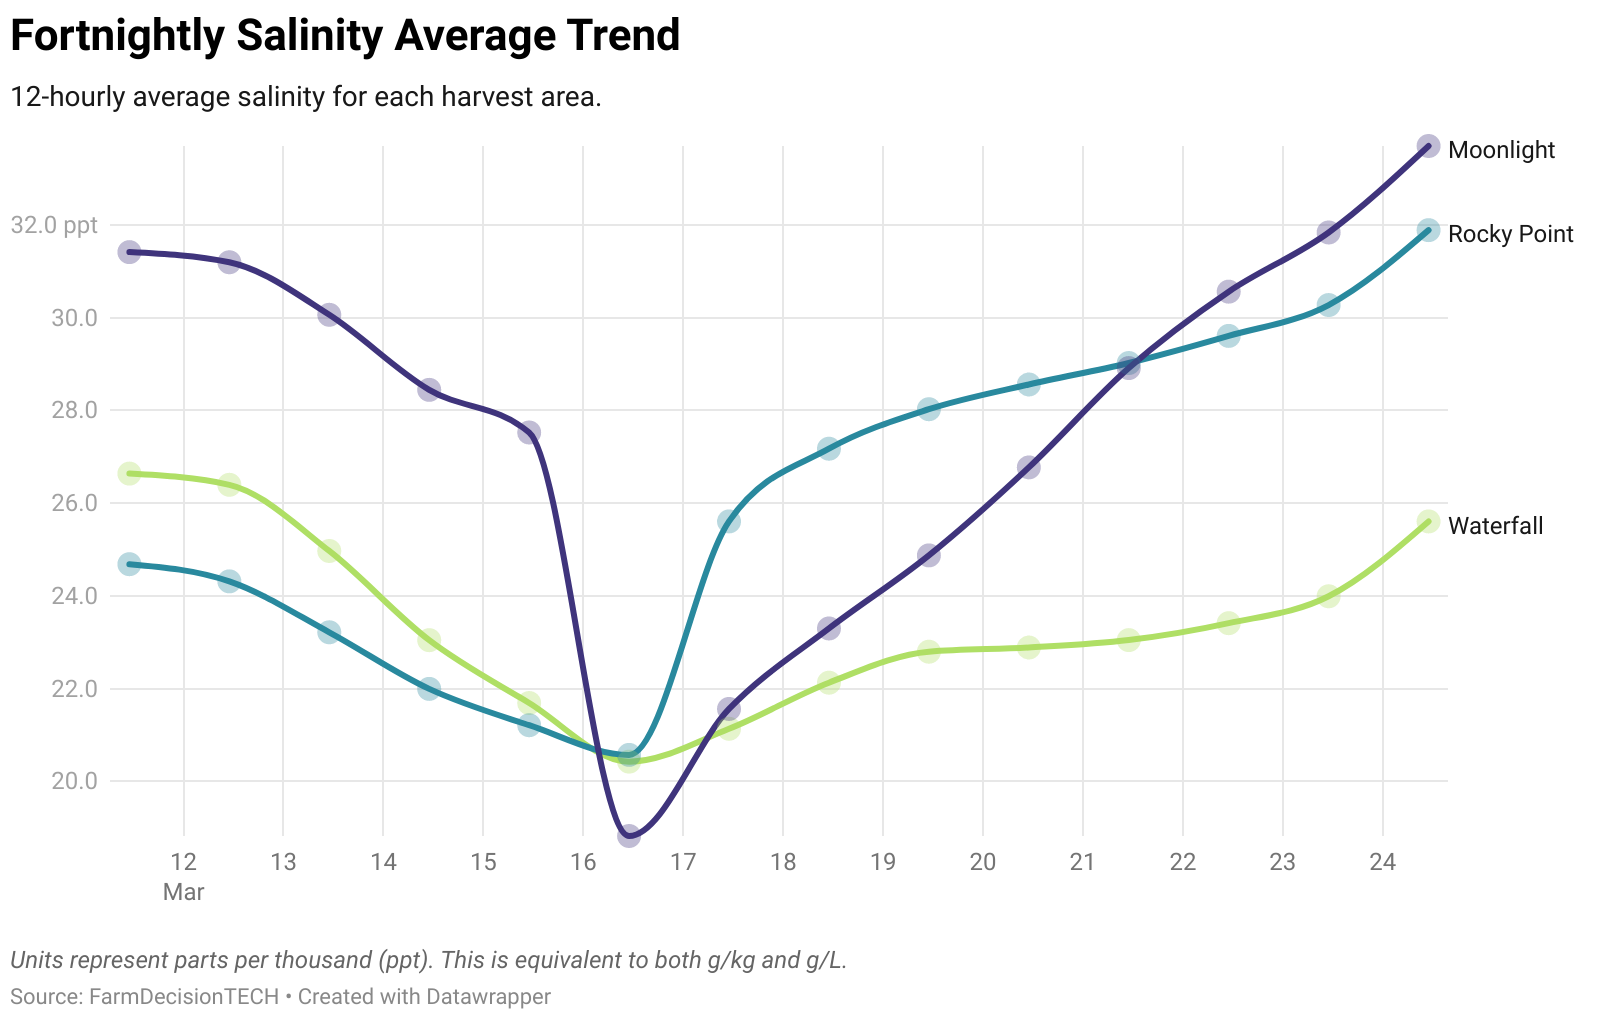 Fortnightly Salinity Average Trend
12-hourly average salinity for each harvest area.
Moonlight
32.0 ppt
Rocky Point
30.0
28.0
26.0
Waterfall
24.0
22.0
20.0
12 13 14 15 16 17 18 19 20 21 22 23 24
Mar
Units represent parts per thousand (ppt). This is equivalent to both g/kg and g/L.
Source: FarmDecisionTECH • Created with Datawrapper